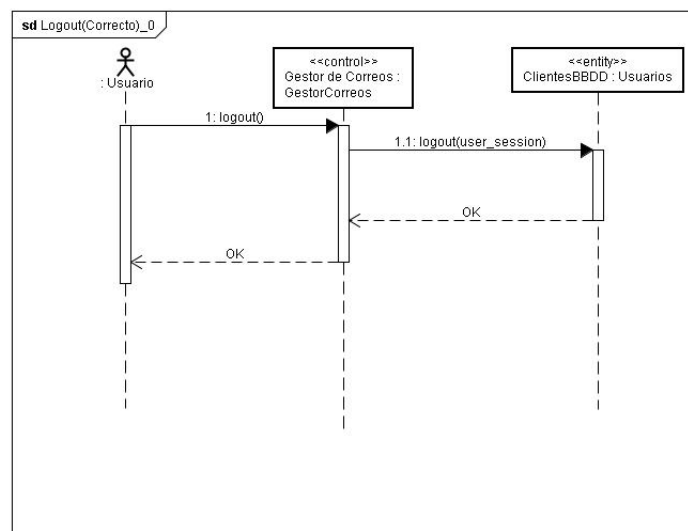 sd Logout(Correcto)_0
: Usuario
<<control>>
Gestor de Correos :
GestorCorreos
<<entity>>
ClientesBBDD : Usuarios
1: logout()
1.1: logout(user_session)
OK
OK